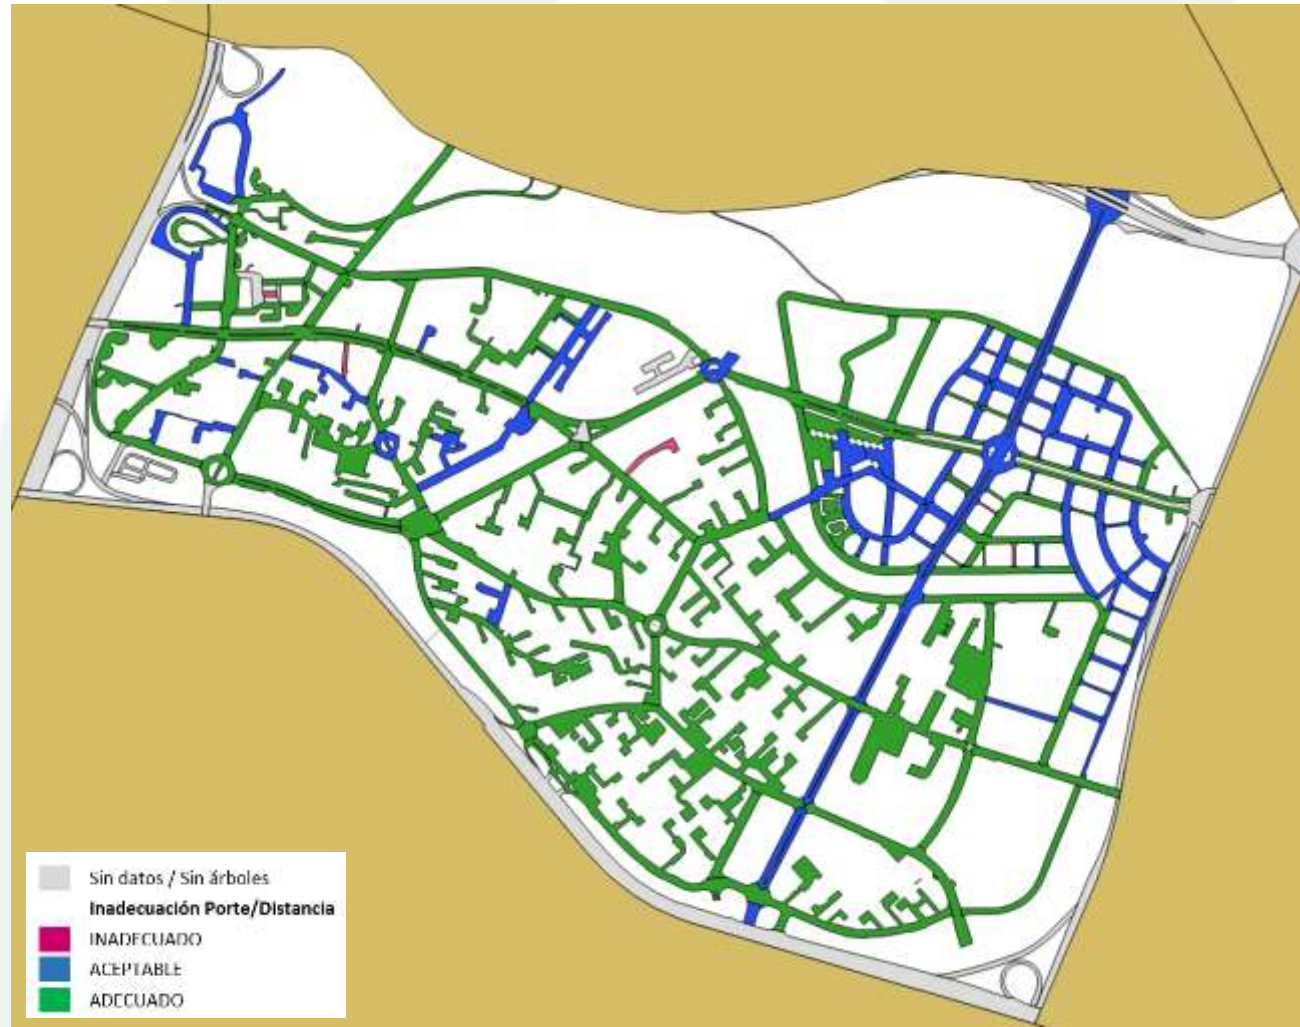 Sin datos / Sin árboles
Inadecuación Porte/Distancia
INADECUADO
ACEPTABLE
ADECUADO